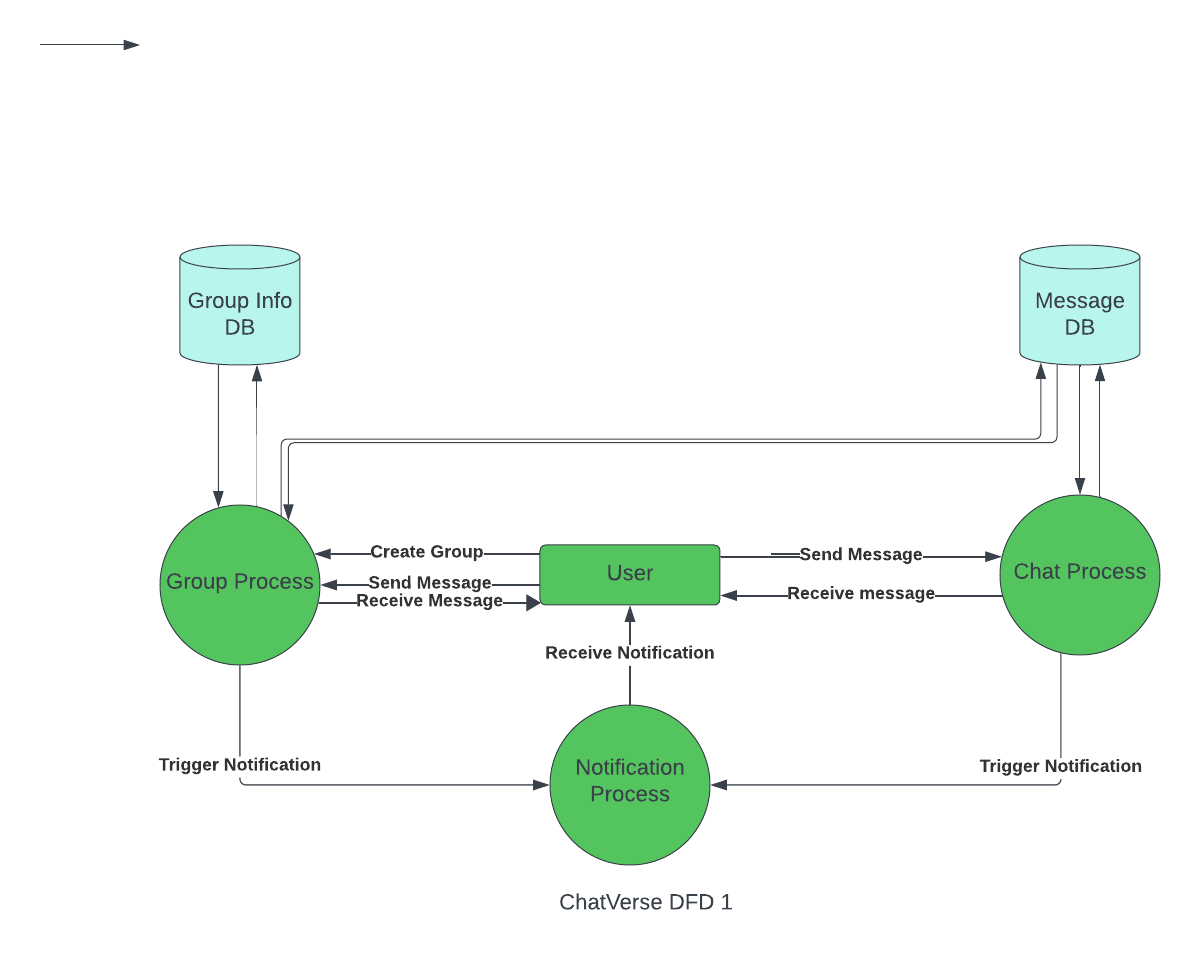 Group Info
DB
Message
DB
Create Group
Send Message
Receive Message
Group Process
User
Send Message
Receive message
Chat Process
Receive Notification
Trigger Notification
Notification
Process
Trigger Notification
ChatVerse DFD 1